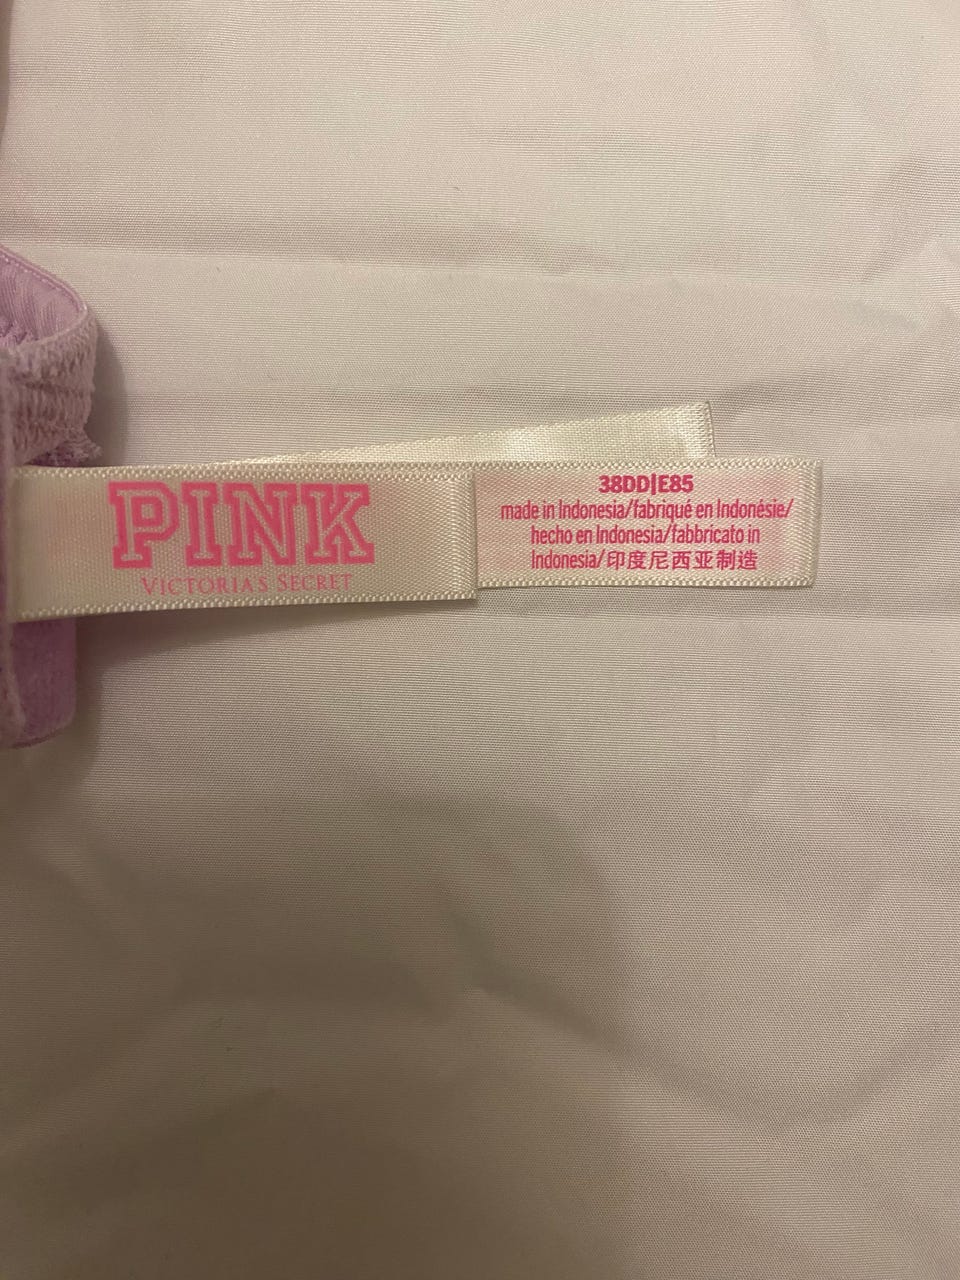 PINK
VICTORIA'S SECRET
38DD|E85
made in Indonesia/fabriqué en Indonésie/
hecho en Indonesia/fabbricato in
Indonesia/印度尼西亚制造